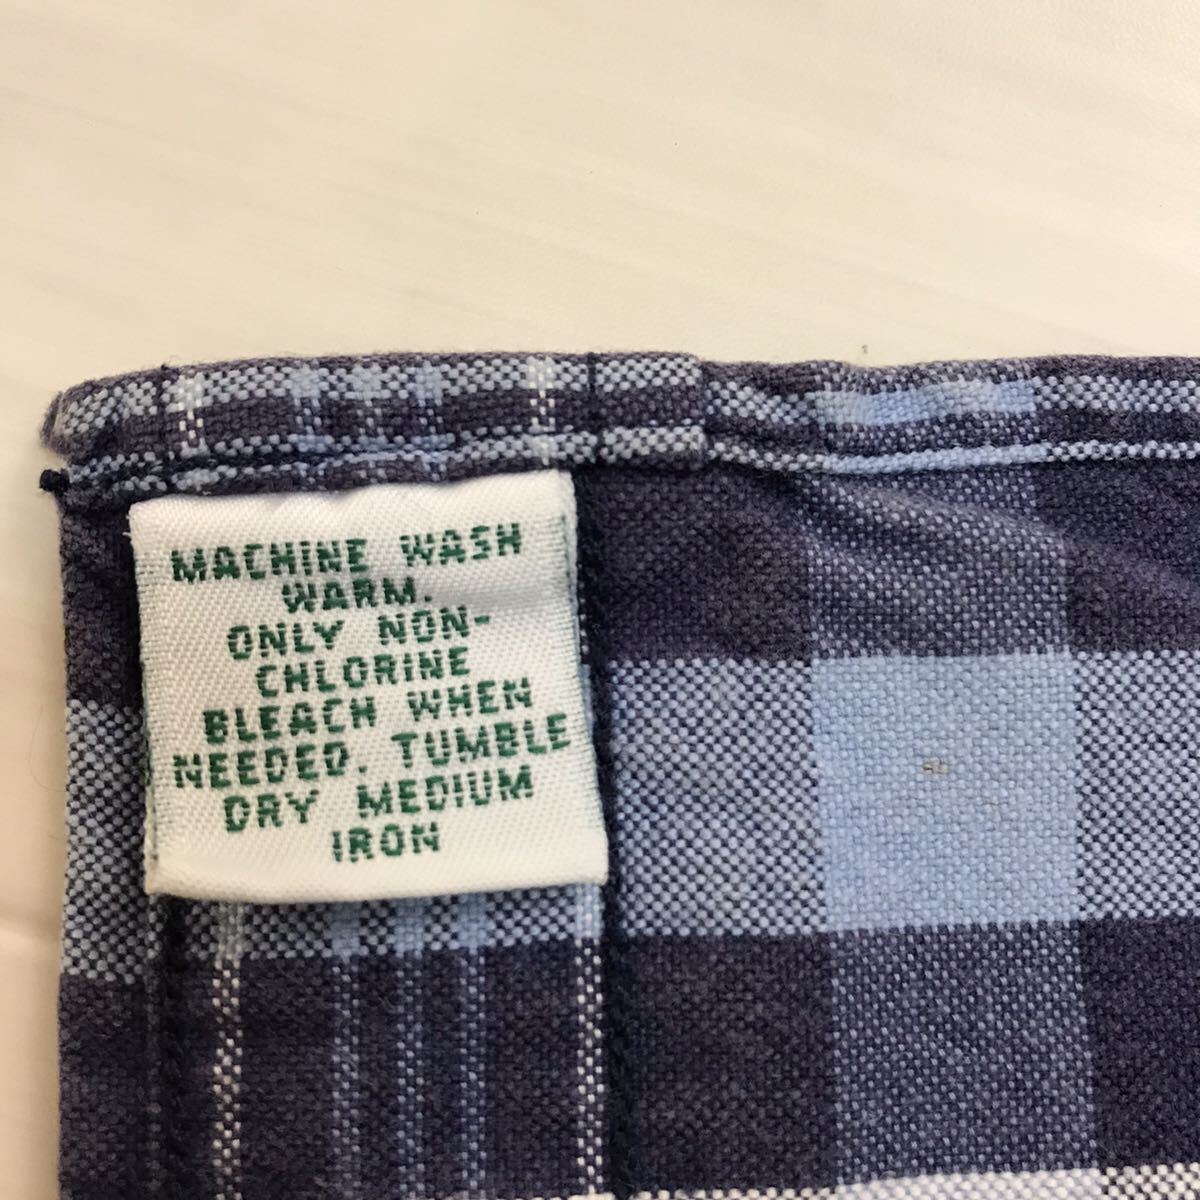 MACHINE WASH
WARM.
ONLY NON-
CHLORINE
BLEACH WHEN
NEEDED. TUMBLE
DRY MEDIUM
IRON